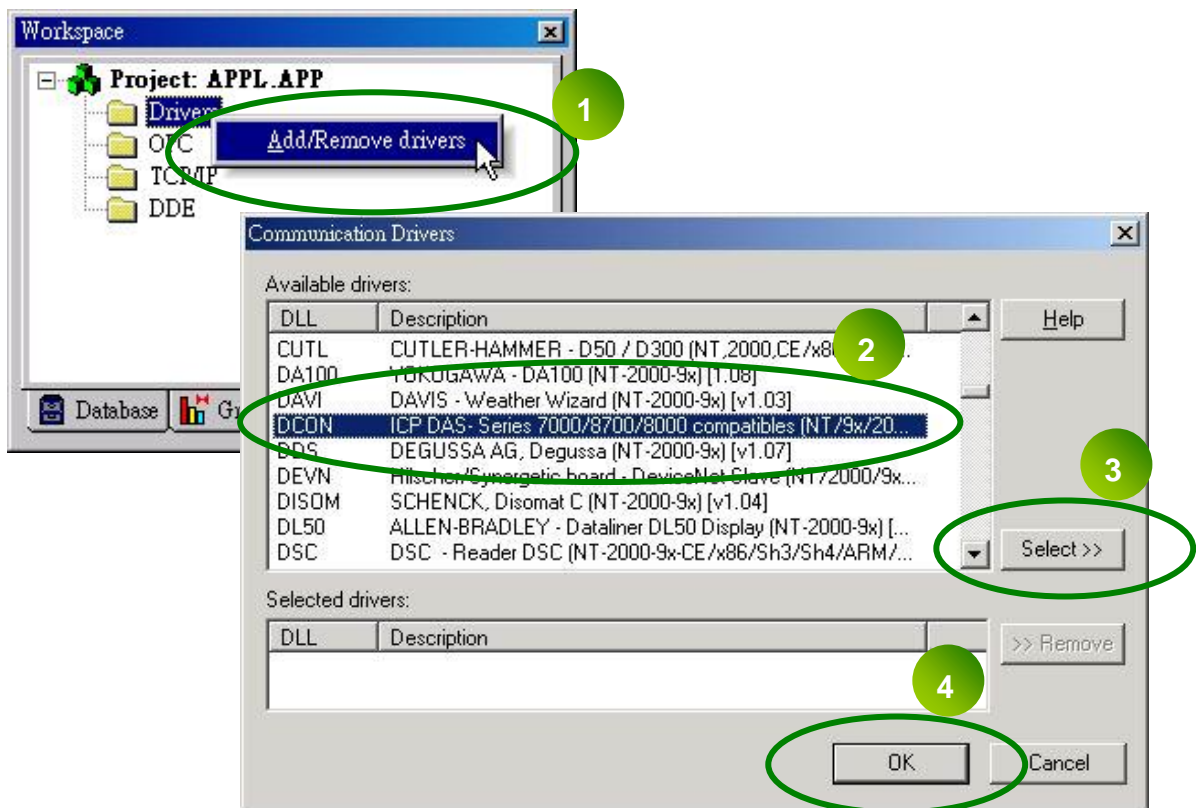 Workspace
Project: APPL.APP
Drivers
Add/Remove drivers
1
OPC
TCP/IP
DDE
Database
Communication Drivers
Available drivers:
DLL Description
Help
CUTL CUTLER-HAMMER - D50 / D300 (NT,2000,CE/x8 ...
2
DA100 YOKOGAWA - DA100 (NT-2000-9x) [1.08]
DAVI DAVIS - Weather Wizard (NT-2000-9x) [v1.03]
DCON ICP DAS- Series 7000/8700/8000 compatibles (NT/9x/20...
DDS DEGUSSA AG, Degussa (NT-2000-9x) [v1.07]
DEVN Hilscher/Synergetic board - DeviceNet Slave (NT/2000/9x...
3
DISOM SCHENCK, Disomat C (NT-2000-9x) [v1.04]
DL50 ALLEN-BRADLEY - Dataliner DL50 Display (NT-2000-9x) [...
DSC DSC - Reader DSC (NT-2000-9x-CE/x86/Sh3/Sh4/ARM/...
Select >>
Selected drivers:
DLL Description
>> Remove
4
OK
Cancel